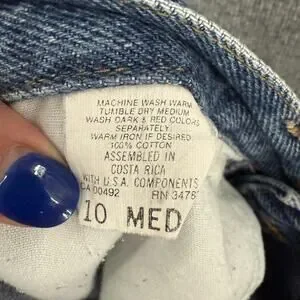 MACHINE WASH WARM
TUMBLE DRY MEDIUM
WASH DARK & RED COLORS
SEPARATELY.
WARM IRON IF DESIRED
100% COTTON
ASSEMBLED IN
COSTA RICA
WITH U.S.A. COMPONENTS
CA 00492 RN 3476
10 MED